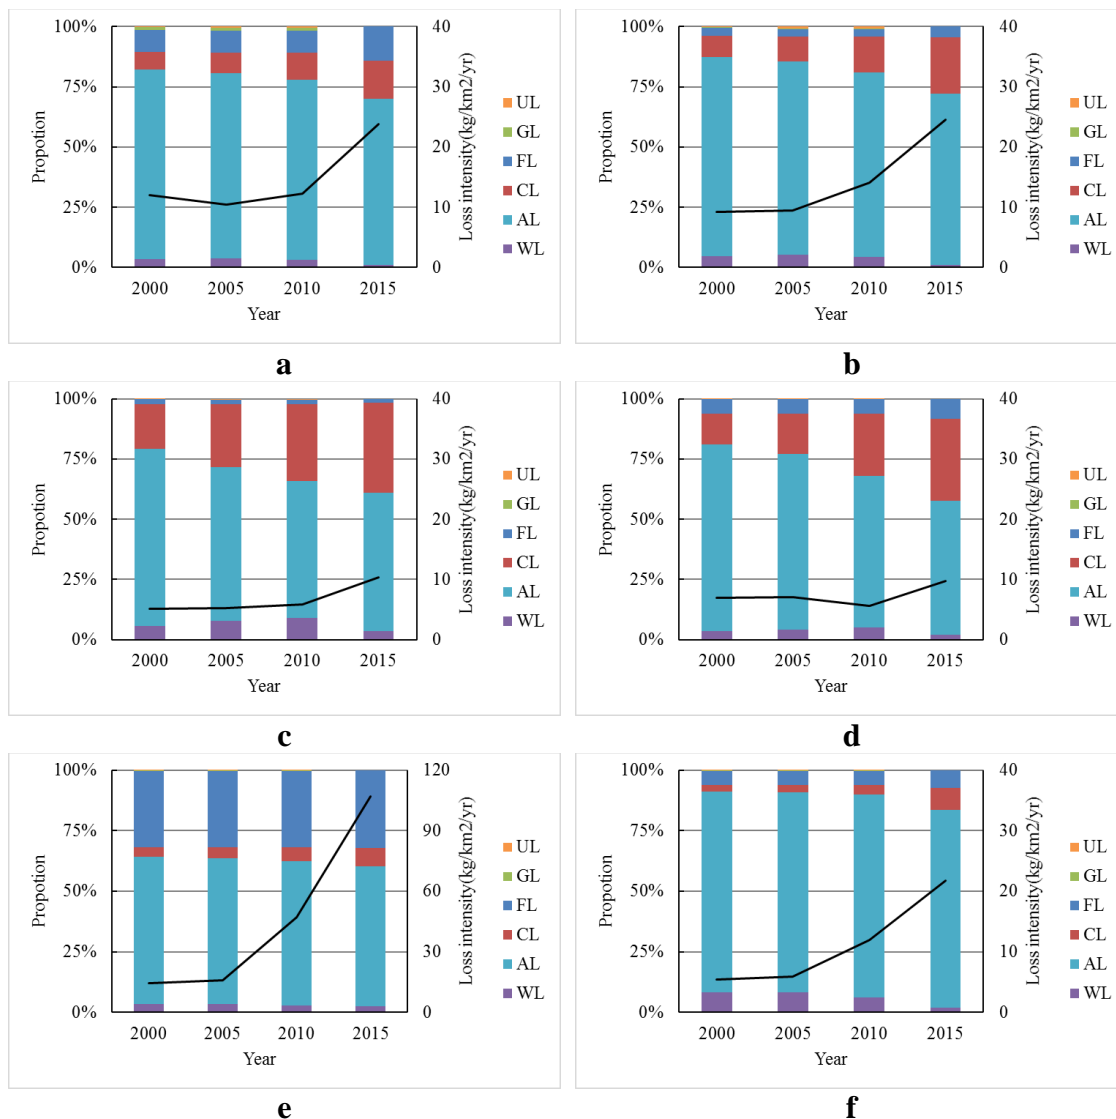 100%
75%
50%
25%
0%
Propotion
40
30
20
10
0
Loss intensity(kg/km2/yr)
2000 2005 2010 2015
Year
UL
GL
FL
CL
AL
WL
a
100%
75%
50%
25%
0%
Propotion
40
30
20
10
0
Loss intensity(kg/km2/yr)
2000 2005 2010 2015
Year
UL
GL
FL
CL
AL
WL
b
100%
75%
50%
25%
0%
Propotion
40
30
20
10
0
Loss intensity(kg/km2/yr)
2000 2005 2010 2015
Year
UL
GL
FL
CL
AL
WL
c
100%
75%
50%
25%
0%
Propotion
40
30
20
10
0
Loss intensity(kg/km2/yr)
2000 2005 2010 2015
Year
UL
GL
FL
CL
AL
WL
d
100%
75%
50%
25%
0%
Propotion
120
90
60
30
0
Loss intensity(kg/km2/yr)
2000 2005 2010 2015
Year
UL
GL
FL
CL
AL
WL
e
100%
75%
50%
25%
0%
Propotion
40
30
20
10
0
Loss intensity(kg/km2/yr)
2000 2005 2010 2015
Year
UL
GL
FL
CL
AL
WL
f